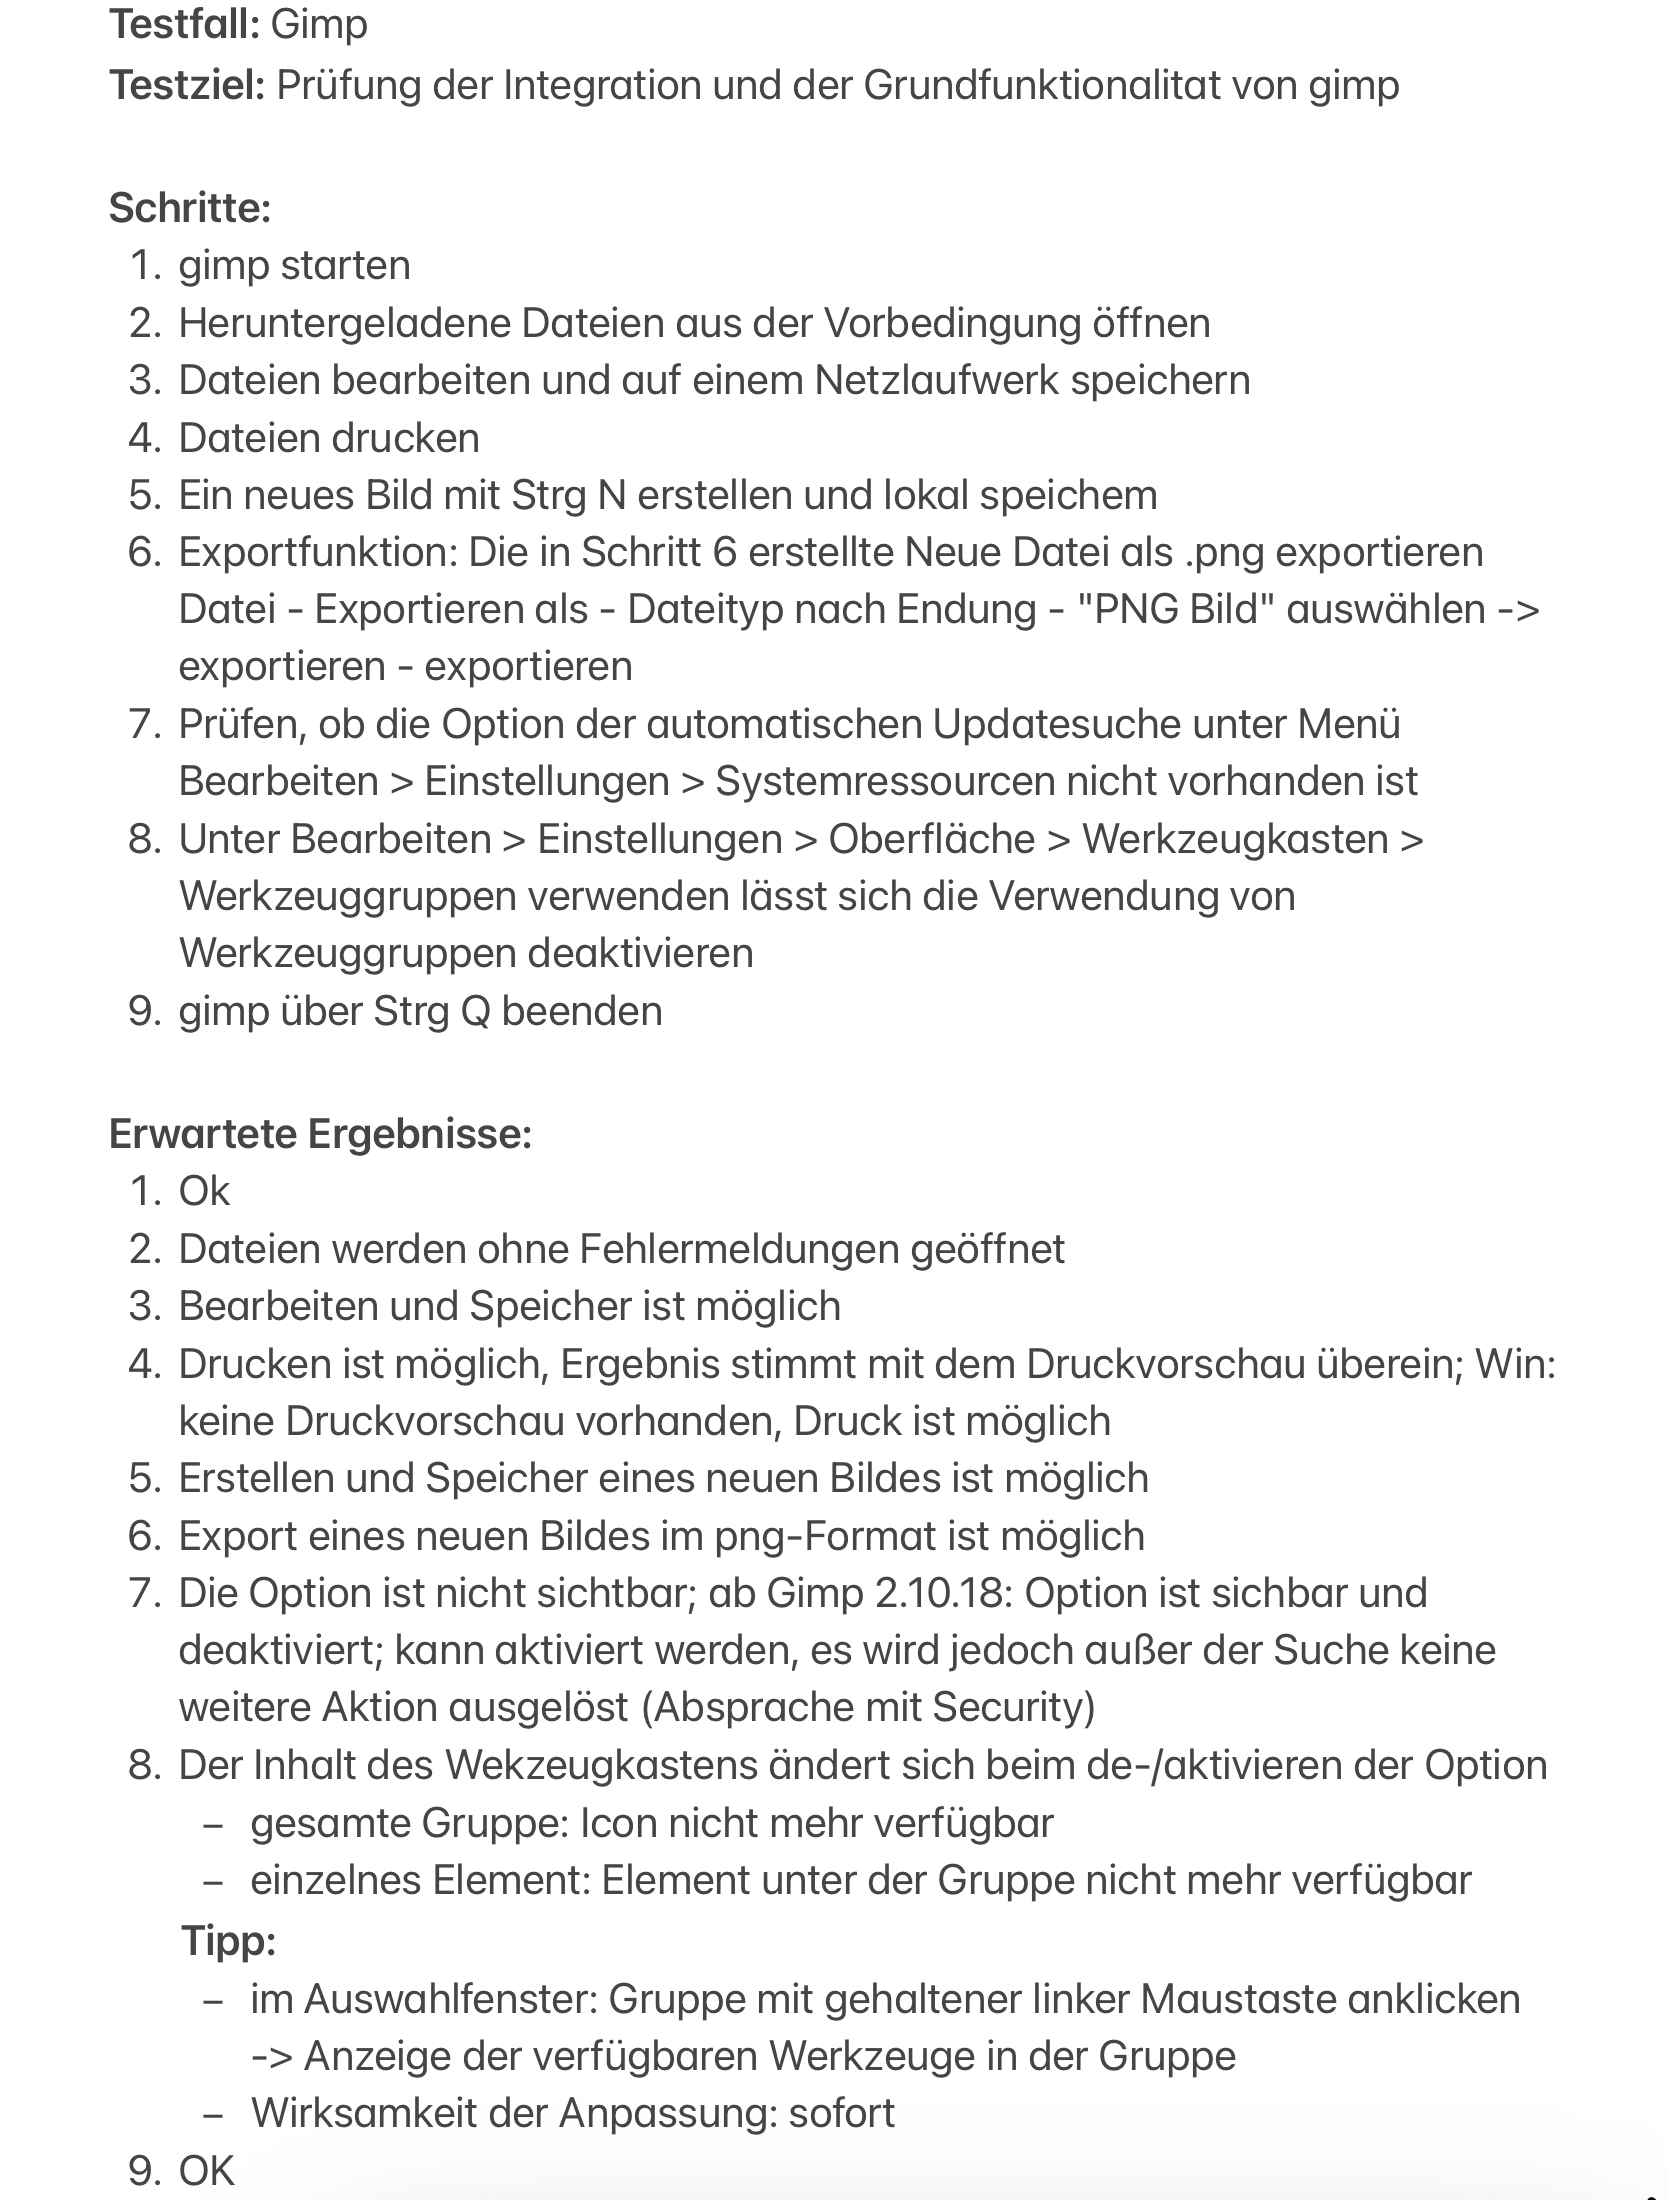 Testfall: Gimp
Testziel: Prüfung der Integration und der Grundfunktionalitat von gimp
Schritte:
1. gimp starten
2. Heruntergeladene Dateien aus der Vorbedingung öffnen
3. Dateien bearbeiten und auf einem Netzlaufwerk speichern
4. Dateien drucken
5. Ein neues Bild mit Strg N erstellen und lokal speichem
6. Exportfunktion: Die in Schritt 6 erstellte Neue Datei als .png exportieren
Datei - Exportieren als - Dateityp nach Endung - "PNG Bild" auswählen ->
exportieren - exportieren
7. Prüfen, ob die Option der automatischen Updatesuche unter Menü
Bearbeiten > Einstellungen > Systemressourcen nicht vorhanden ist
8. Unter Bearbeiten > Einstellungen > Oberfläche > Werkzeugkasten >
Werkzeuggruppen verwenden lässt sich die Verwendung von
Werkzeuggruppen deaktivieren
9. gimp über Strg Q beenden
Erwartete Ergebnisse:
1. Ok
2. Dateien werden ohne Fehlermeldungen geöffnet
3. Bearbeiten und Speicher ist möglich
4. Drucken ist möglich, Ergebnis stimmt mit dem Druckvorschau überein; Win:
keine Druckvorschau vorhanden, Druck ist möglich
5. Erstellen und Speicher eines neuen Bildes ist möglich
6. Export eines neuen Bildes im png-Format ist möglich
7. Die Option ist nicht sichtbar; ab Gimp 2.10.18: Option ist sichbar und
deaktiviert; kann aktiviert werden, es wird jedoch außer der Suche keine
weitere Aktion ausgelöst (Absprache mit Security)
8. Der Inhalt des Wekzeugkastens ändert sich beim de-/aktivieren der Option
– gesamte Gruppe: Icon nicht mehr verfügbar
– einzelnes Element: Element unter der Gruppe nicht mehr verfügbar
Tipp:
– im Auswahlfenster: Gruppe mit gehaltener linker Maustaste anklicken
-> Anzeige der verfügbaren Werkzeuge in der Gruppe
– Wirksamkeit der Anpassung: sofort
9. OK